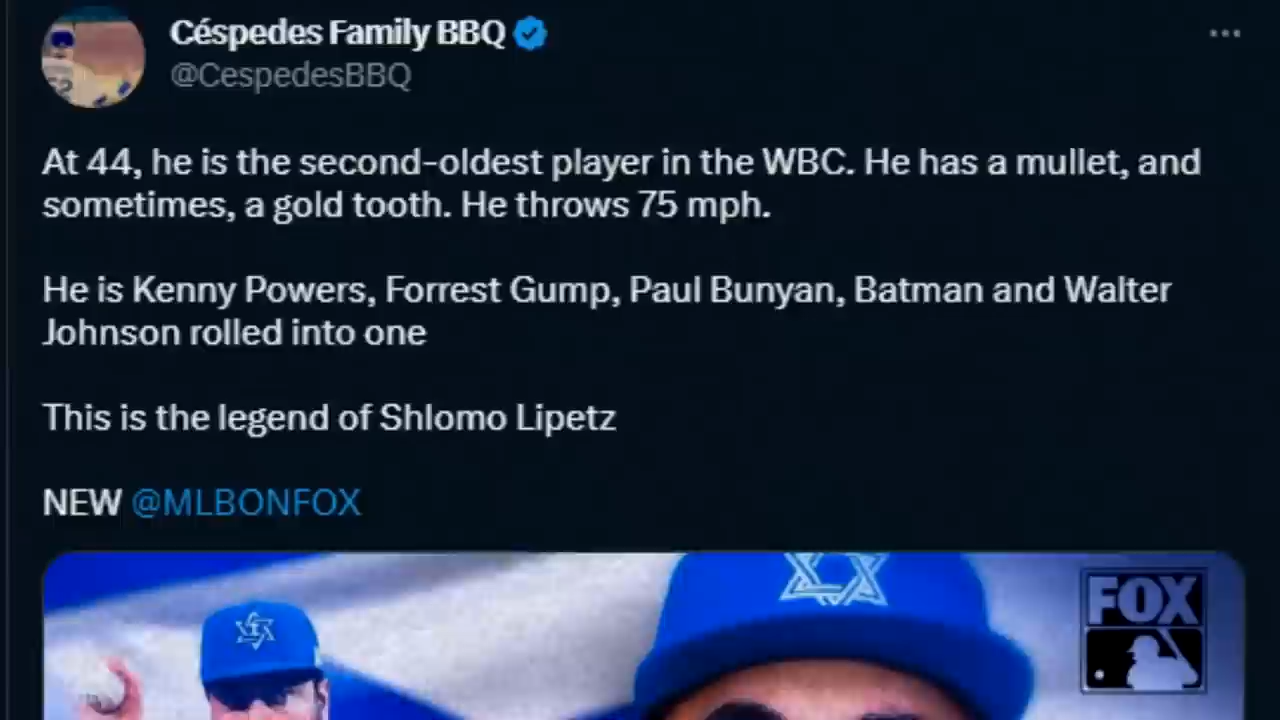 Céspedes Family BBQ
@CespedesBBQ
At 44, he is the second-oldest player in the WBC. He has a mullet, and
sometimes, a gold tooth. He throws 75 mph.
He is Kenny Powers, Forrest Gump, Paul Bunyan, Batman and Walter
Johnson rolled into one
This is the legend of Shlomo Lipetz
NEW @MLBONFOX
FOX